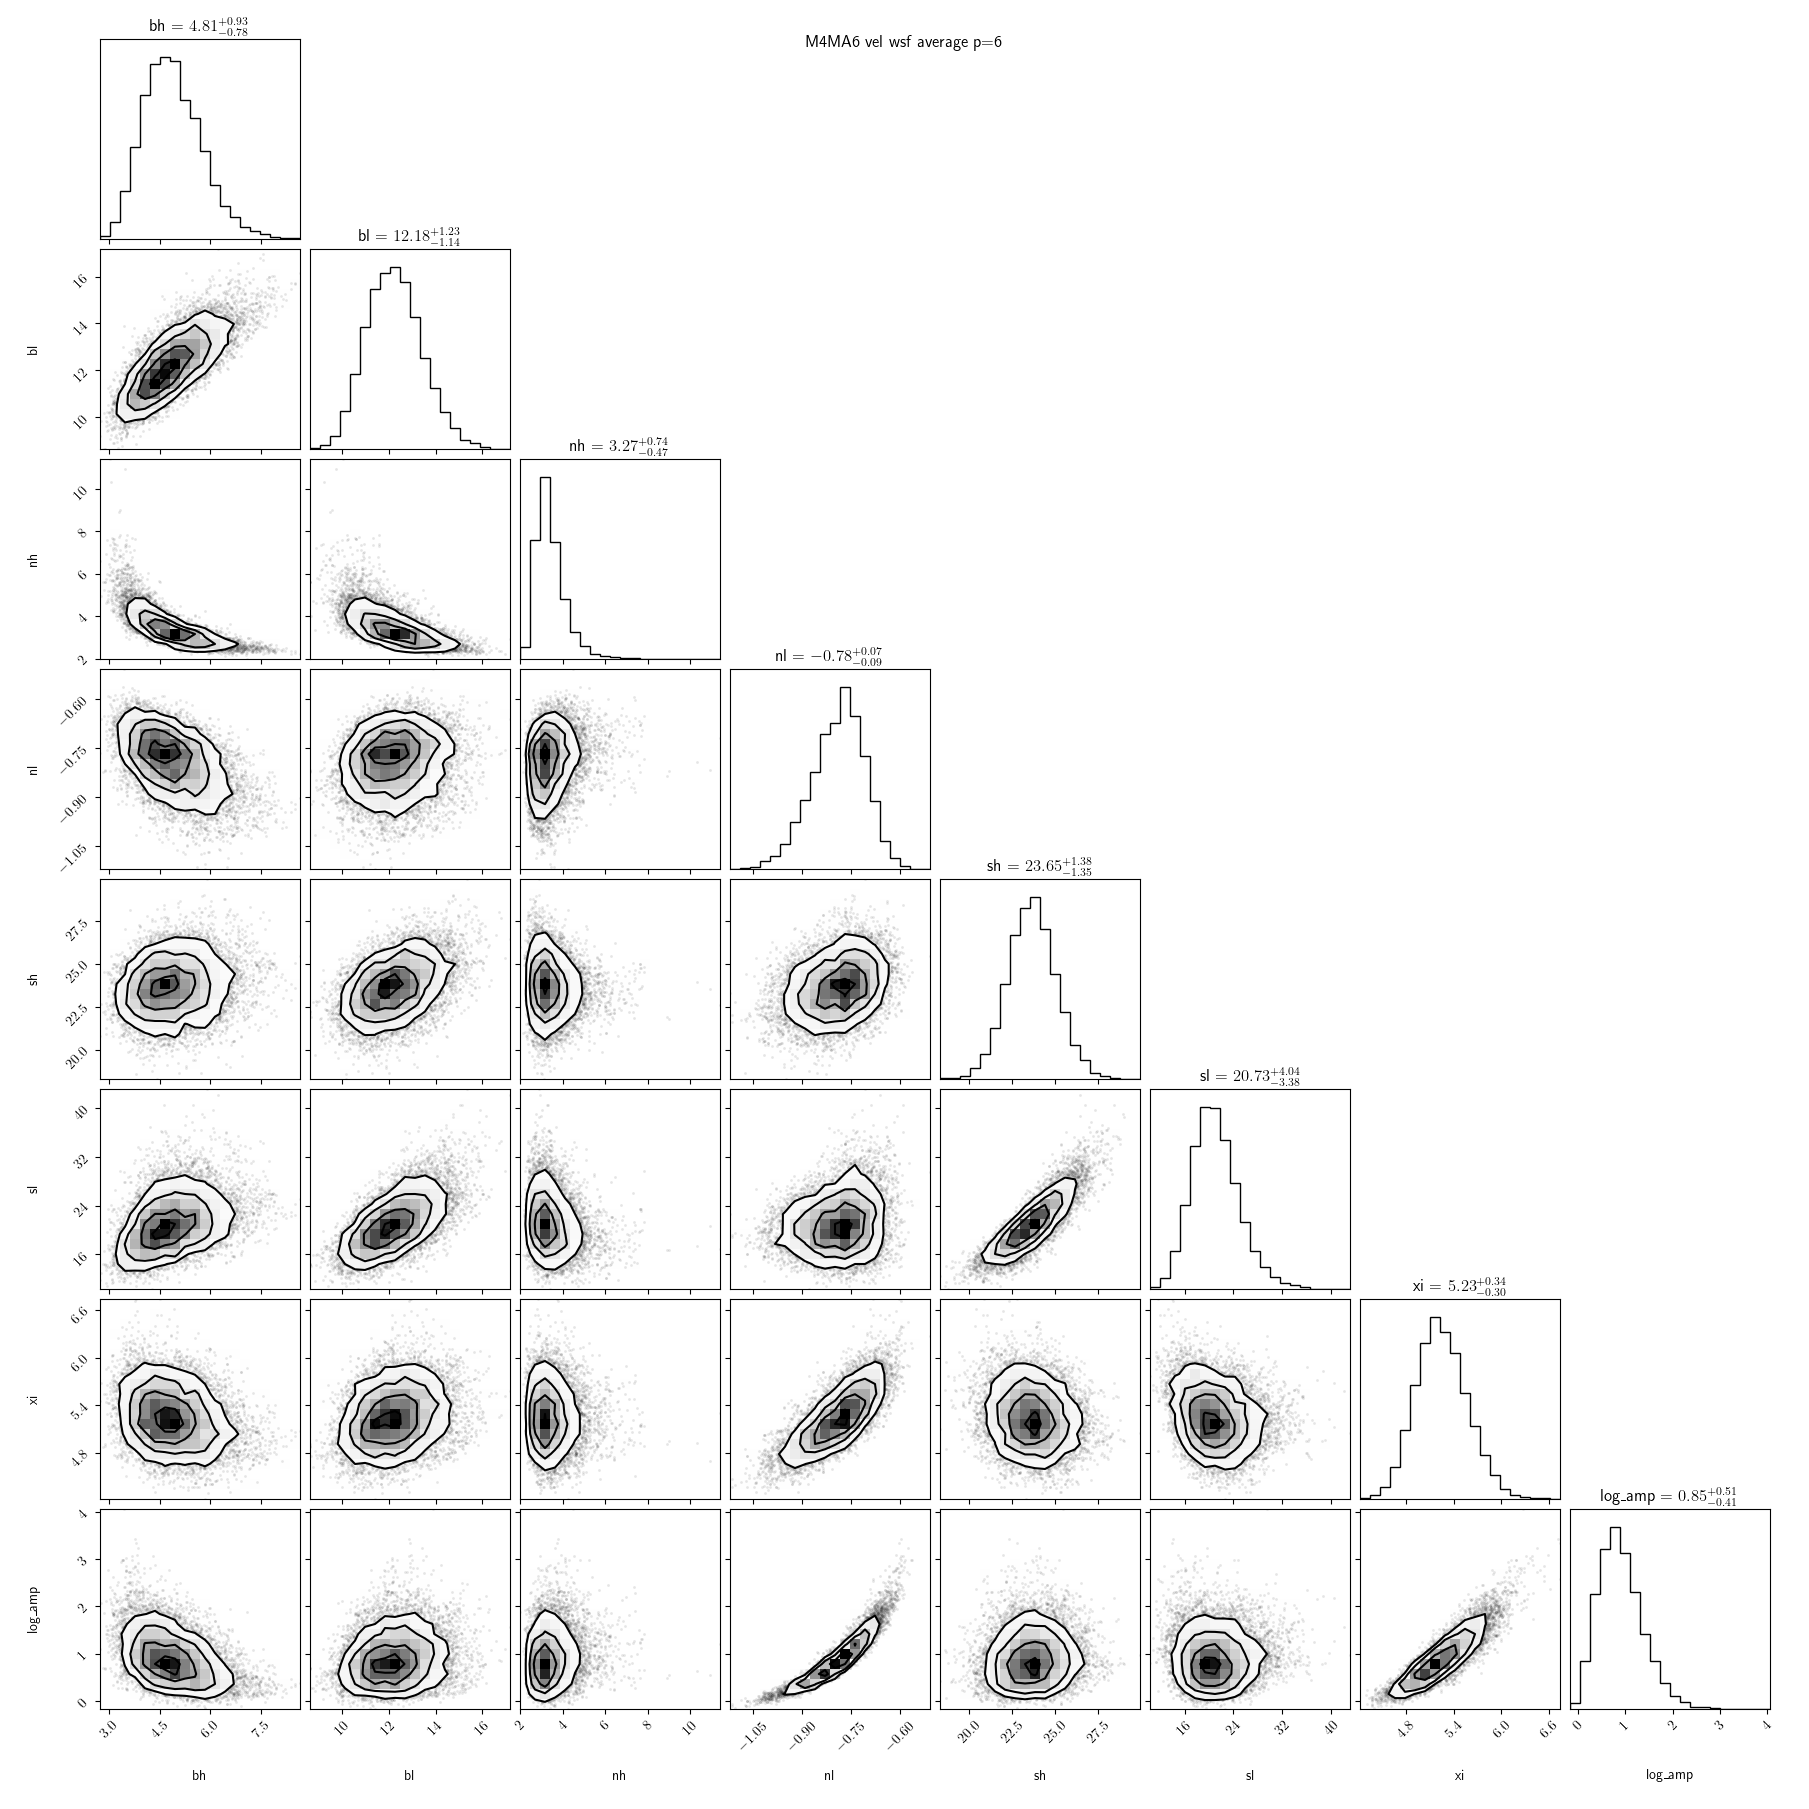 M4MA6 vel wsf average p=6
bh = 4.81 +0.93 −0.78
bl = 12.18 +1.23 −1.14
bl
16
14
12
10
nh = 3.27 +0.74 −0.47
nh
10
8
6
4
2
nl = −0.78 +0.07 −0.09
nl
−0.60
−0.75
−0.90
−1.05
sh = 23.65 +1.38 −1.35
sh
27.5
25.0
22.5
20.0
sl = 20.73 +4.04 −3.38
sl
40
32
24
16
xi = 5.23 +0.34 −0.30
xi
6.6
6.0
5.4
4.8
log_amp = 0.85 +0.51 −0.41
log_amp
4
3
2
1
0
3.0 4.5 6.0 7.5 10 12 14 16 2 4 6 8 10 −1.05 −0.90 −0.75 −0.60 20.0 22.5 25.0 27.5 16 24 32 40 4.8 5.4 6.0 6.6 0 1 2 3 4
bh bl nh nl sh sl xi log_amp